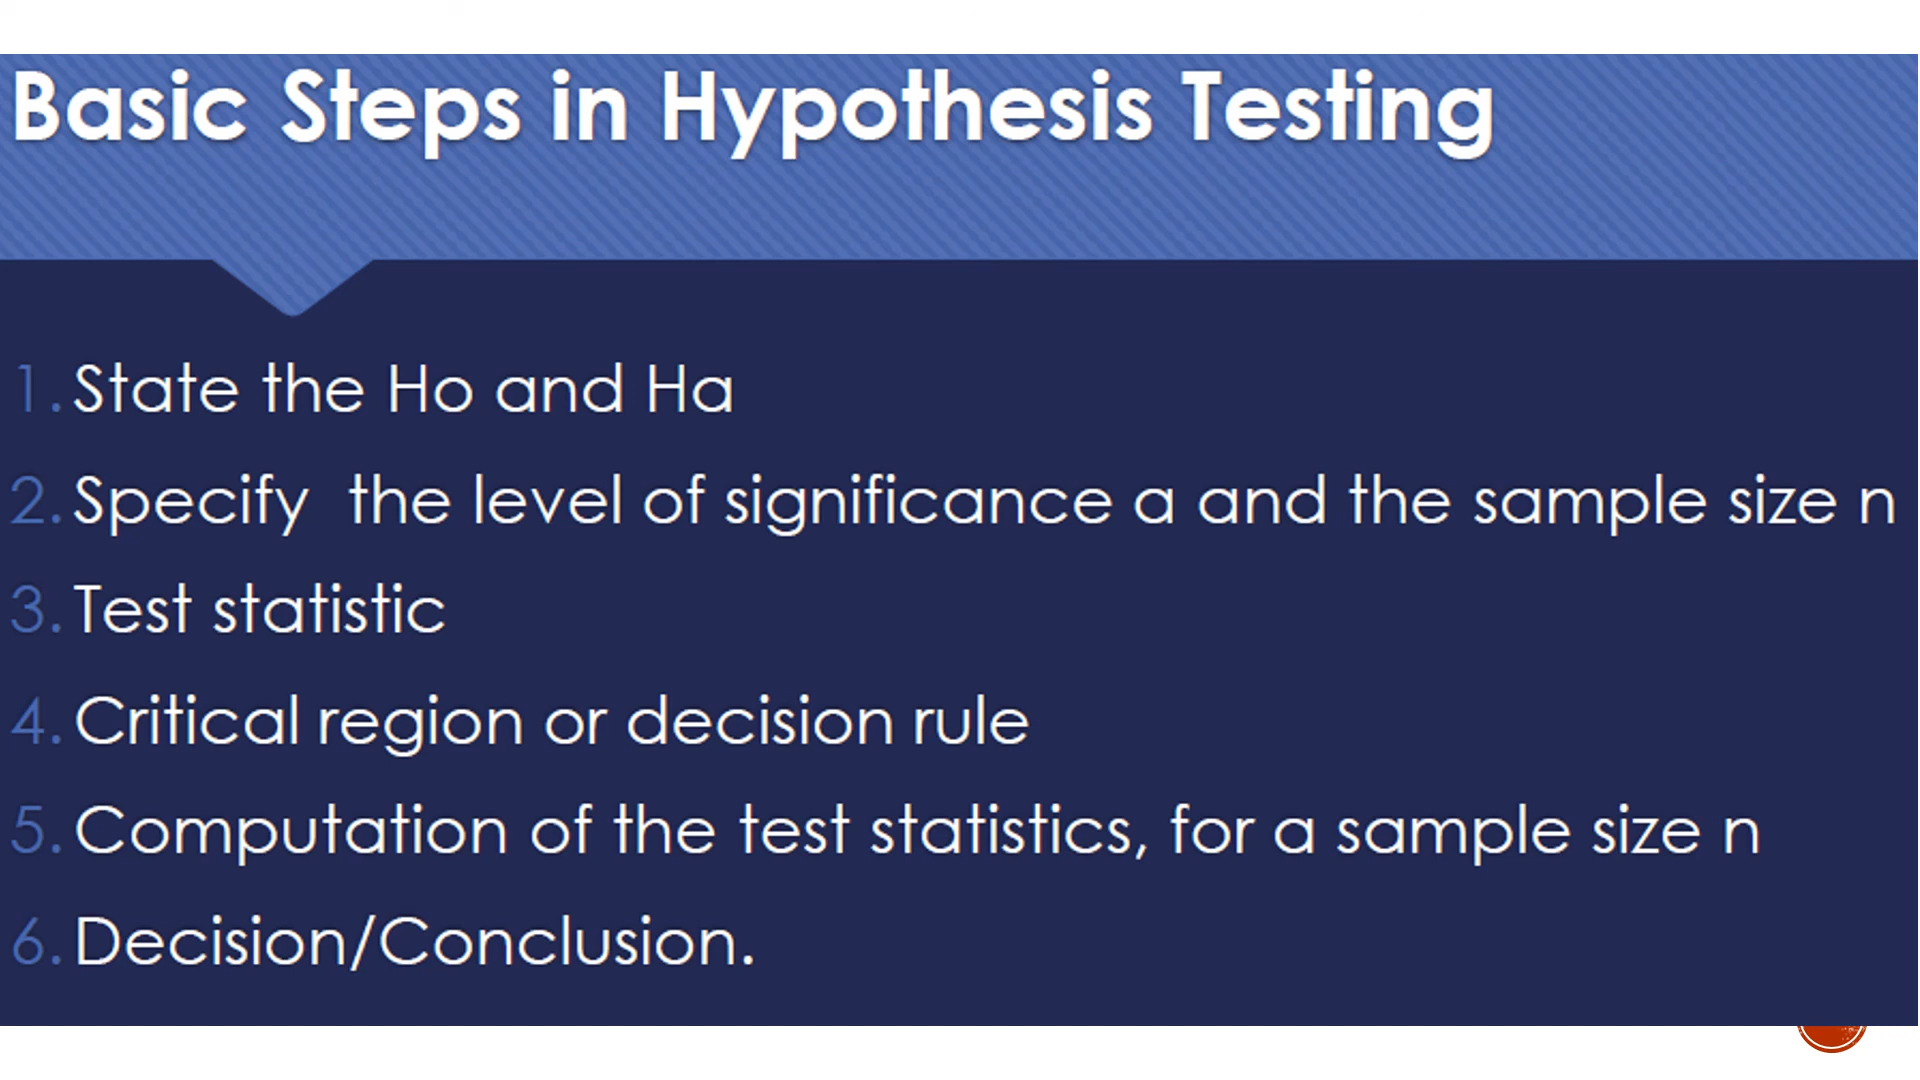 Basic Steps in Hypothesis Testing
1. State the Ho and Ha
2. Specify the level of significance a and the sample size n
3. Test statistic
4. Critical region or decision rule
5. Computation of the test statistics, for a sample size n
6. Decision/Conclusion.